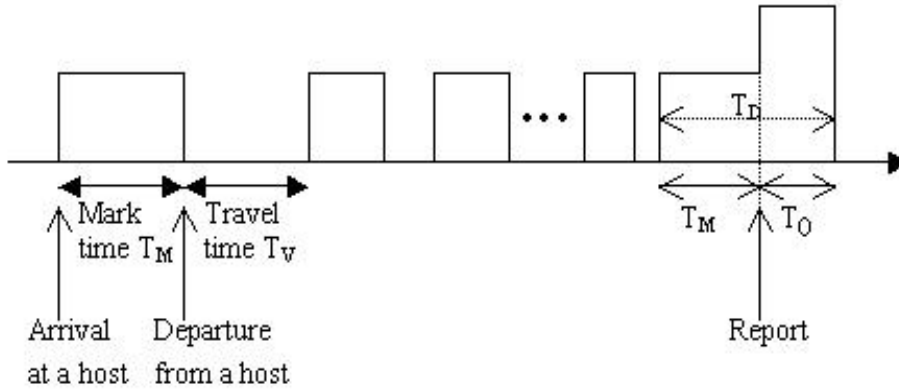 T_D
Mark
time T_M
Travel
time T_V
T_M
T_O
Arrival
at a host
Departure
from a host
Report